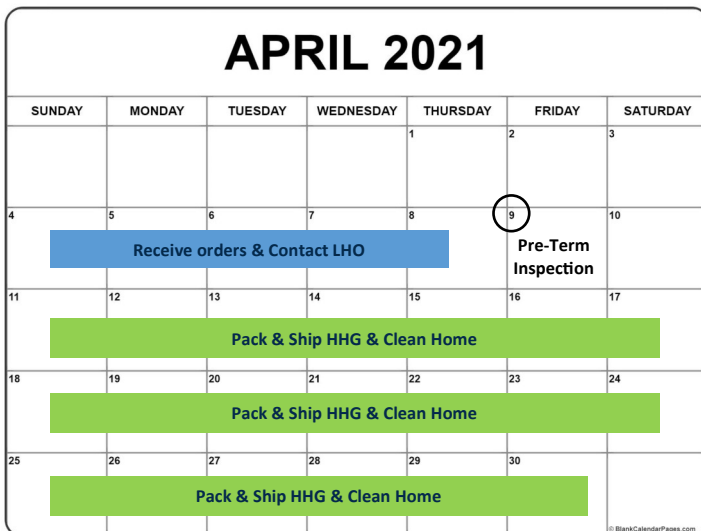 APRIL 2021
SUNDAY MONDAY TUESDAY WEDNESDAY THURSDAY FRIDAY SATURDAY
1 2 3
4 5 6 7 8 9 10
Receive orders & Contact LHO
Pre-Term
Inspection
11 12 13 14 15 16 17
Pack & Ship HHG & Clean Home
18 19 20 21 22 23 24
Pack & Ship HHG & Clean Home
25 26 27 28 29 30
Pack & Ship HHG & Clean Home
© BlankCalendarPages.com